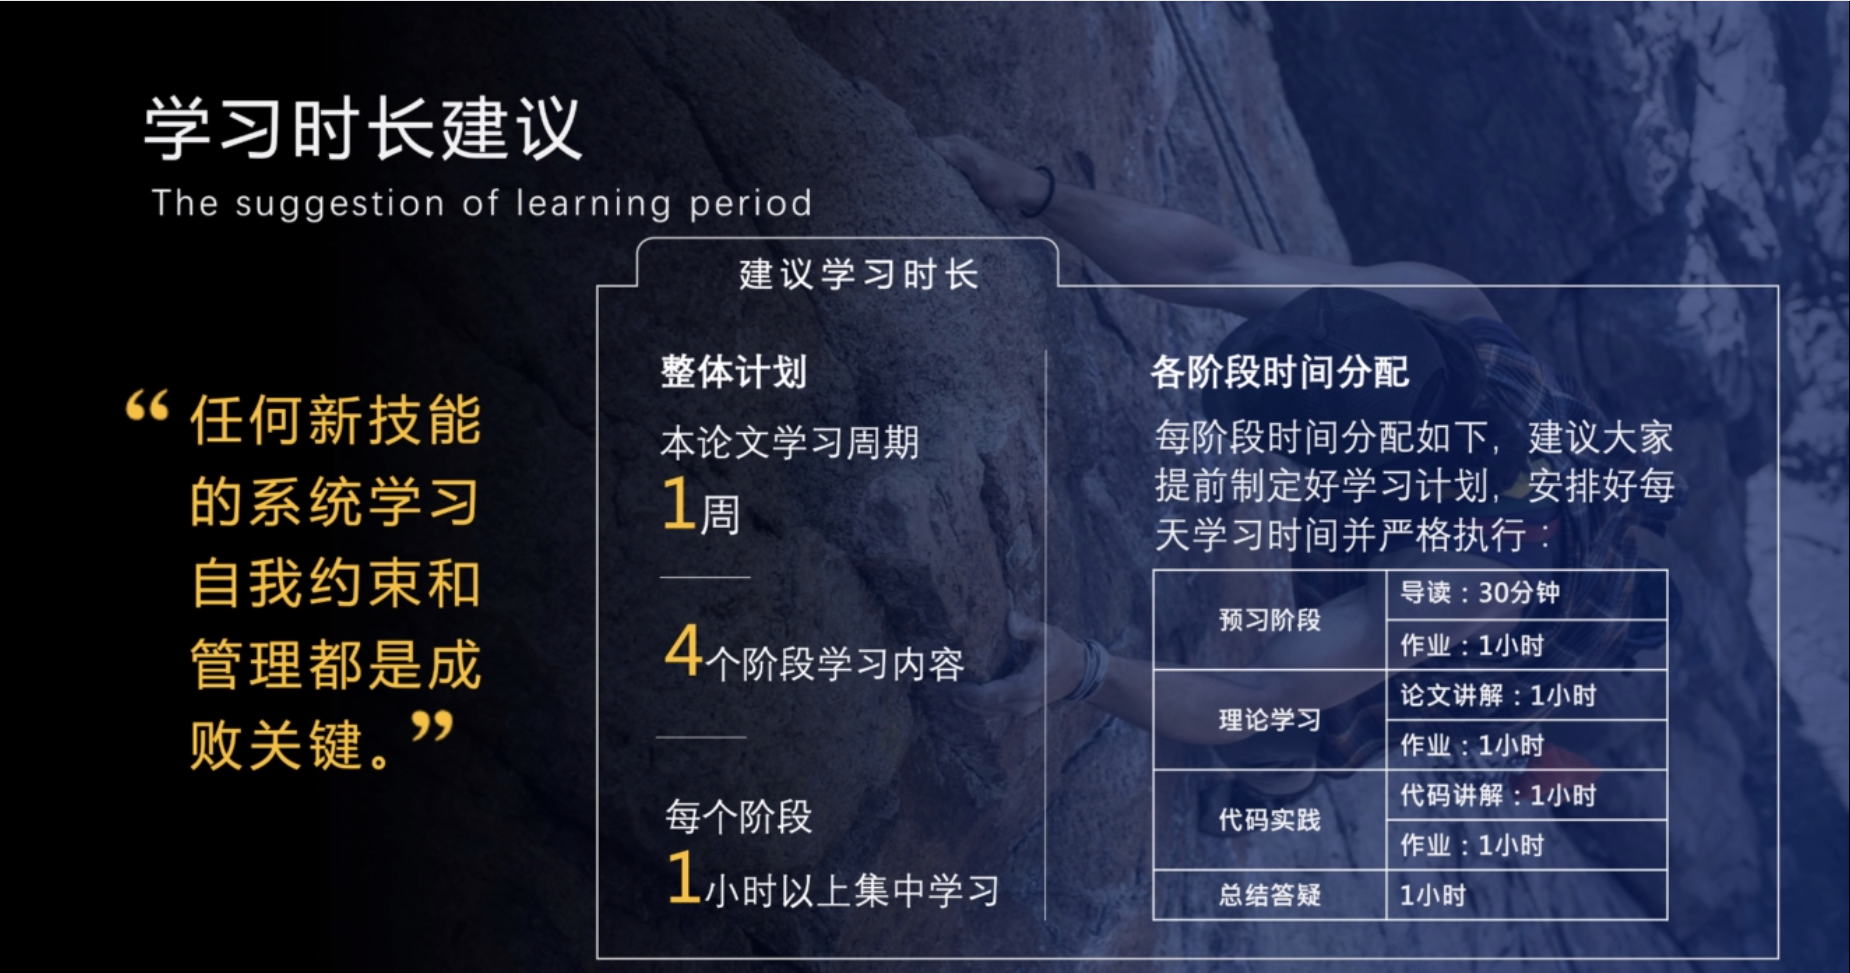 学习时长建议
The suggestion of learning period
建议学习时长
“任何新技能
的系统学习
自我约束和
管理都是成
败关键。”
整体计划
本论文学习周期
1周
4个阶段学习内容
每个阶段
1小时以上集中学习
各阶段时间分配
每阶段时间分配如下，建议大家
提前制定好学习计划，安排好每
天学习时间并严格执行：
预习阶段
导读：30分钟
作业：1小时
理论学习
论文讲解：1小时
作业：1小时
代码实践
代码讲解：1小时
作业：1小时
总结答疑
1小时